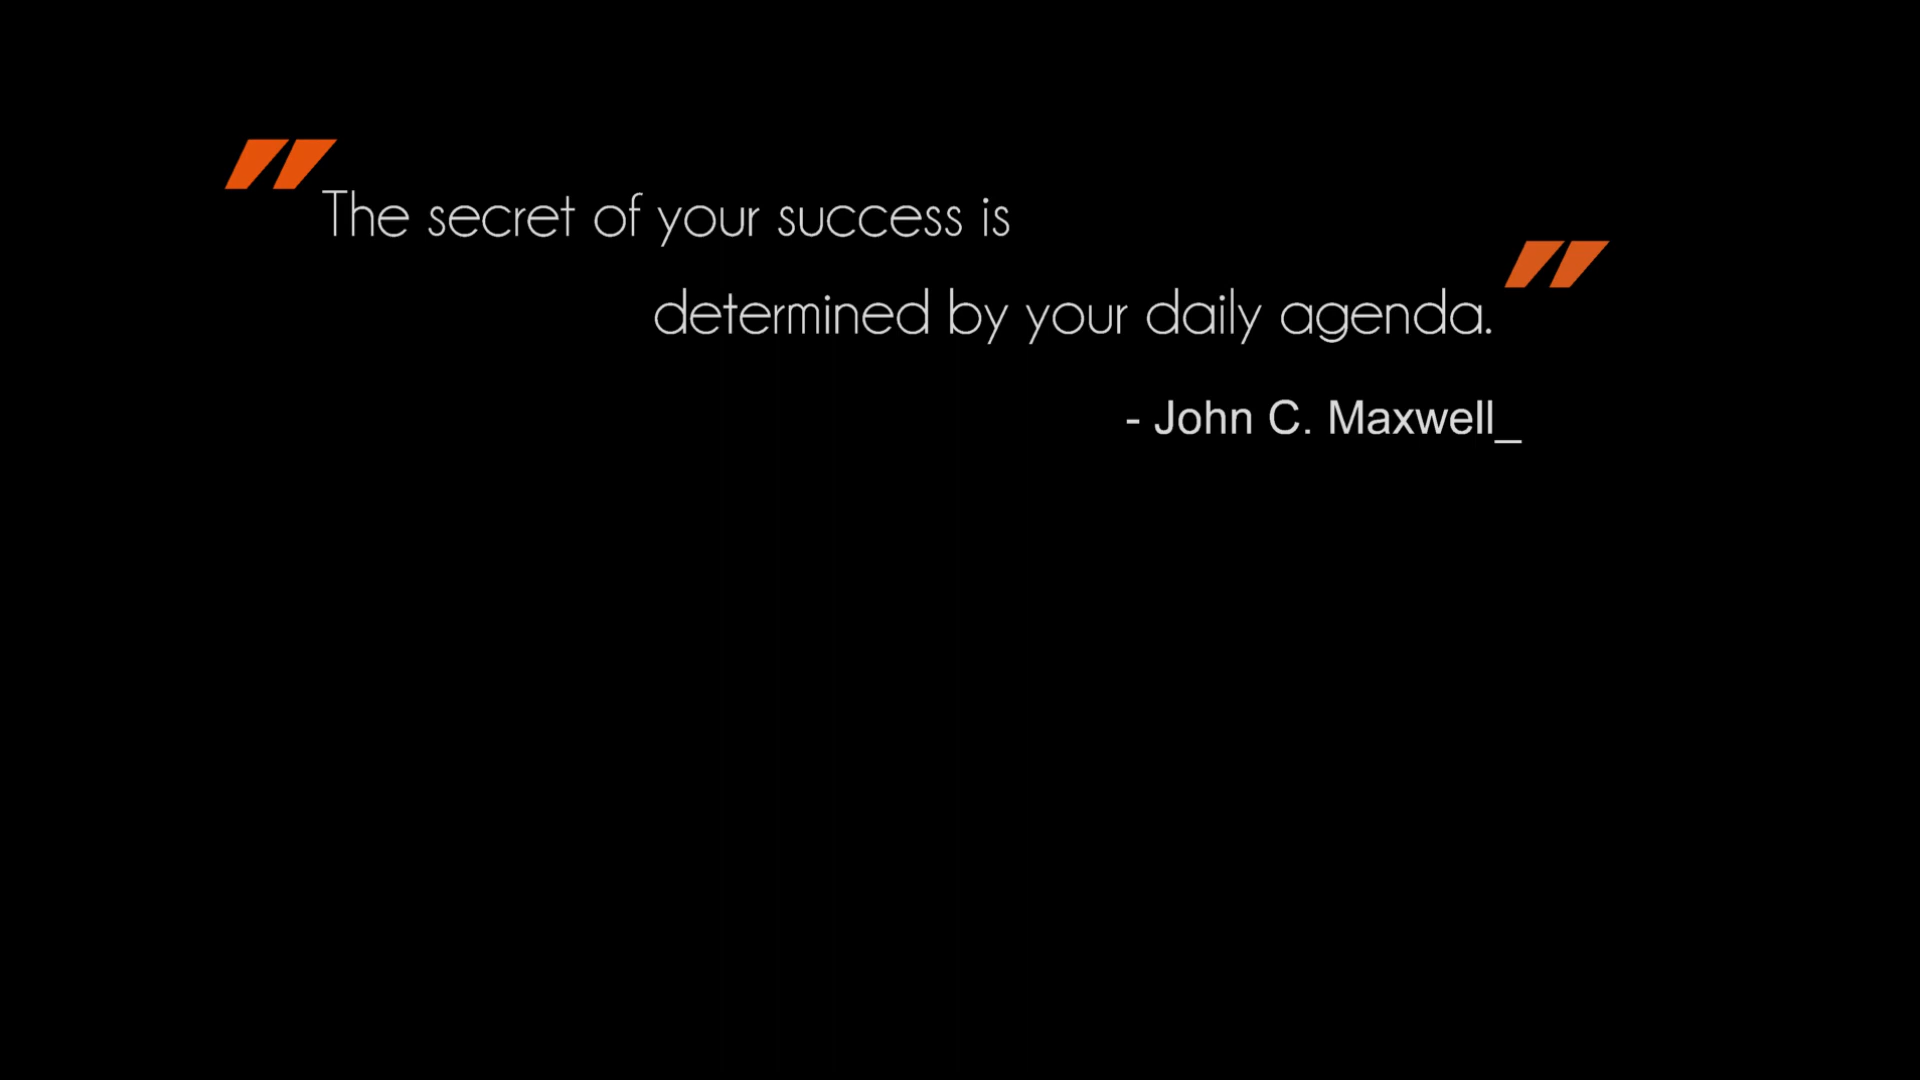 "The secret of your success is
determined by your daily agenda."
- John C. Maxwell_